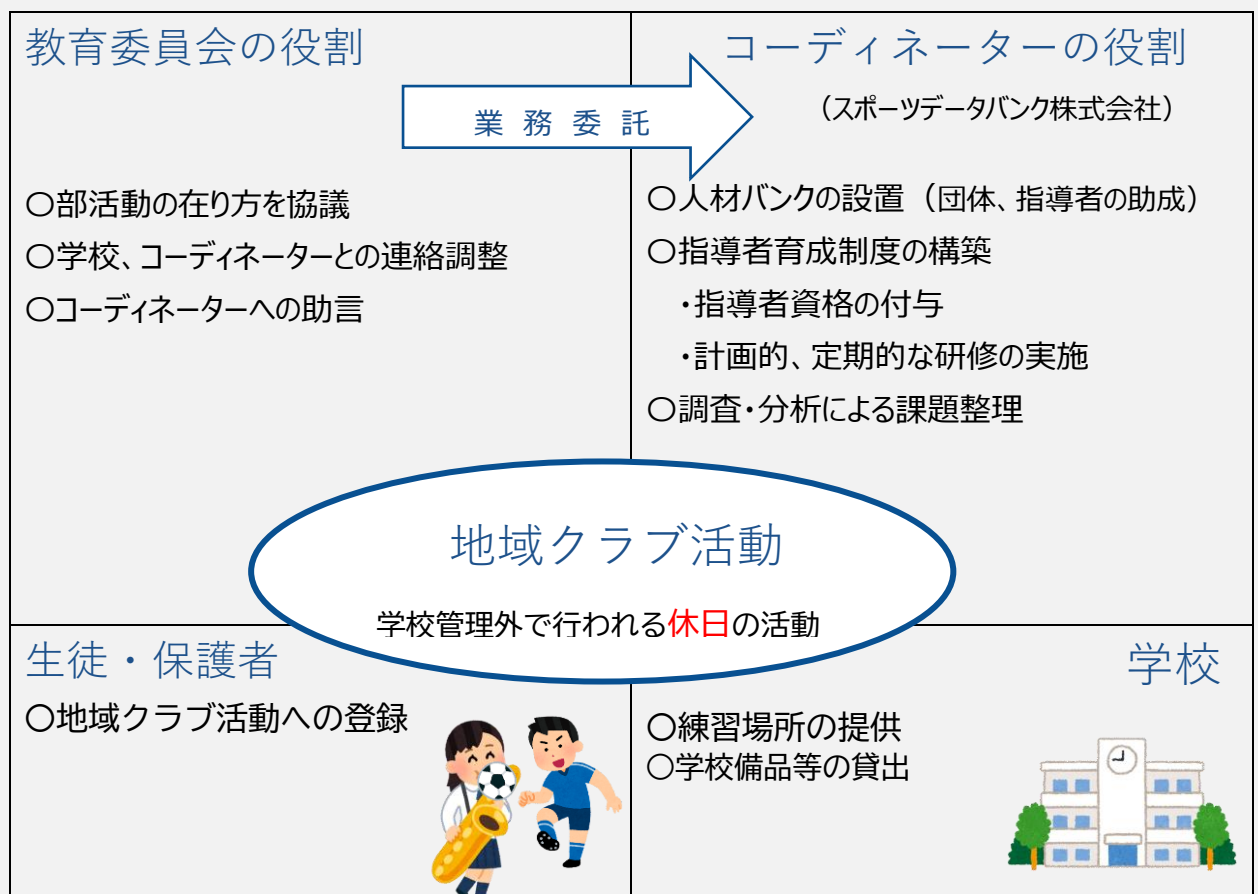 教育委員会の役割
業務委託
〇部活動の在り方を協議
〇学校、コーディネーターとの連絡調整
〇コーディネーターへの助言
コーディネーターの役割
（スポーツデータバンク株式会社）
〇人材バンクの設置（団体、指導者の助成）
〇指導者育成制度の構築
・指導者資格の付与
・計画的、定期的な研修の実施
〇調査・分析による課題整理
地域クラブ活動
学校管理外で行われる休日の活動
生徒・保護者
〇地域クラブ活動への登録
学校
〇練習場所の提供
〇学校備品等の貸出